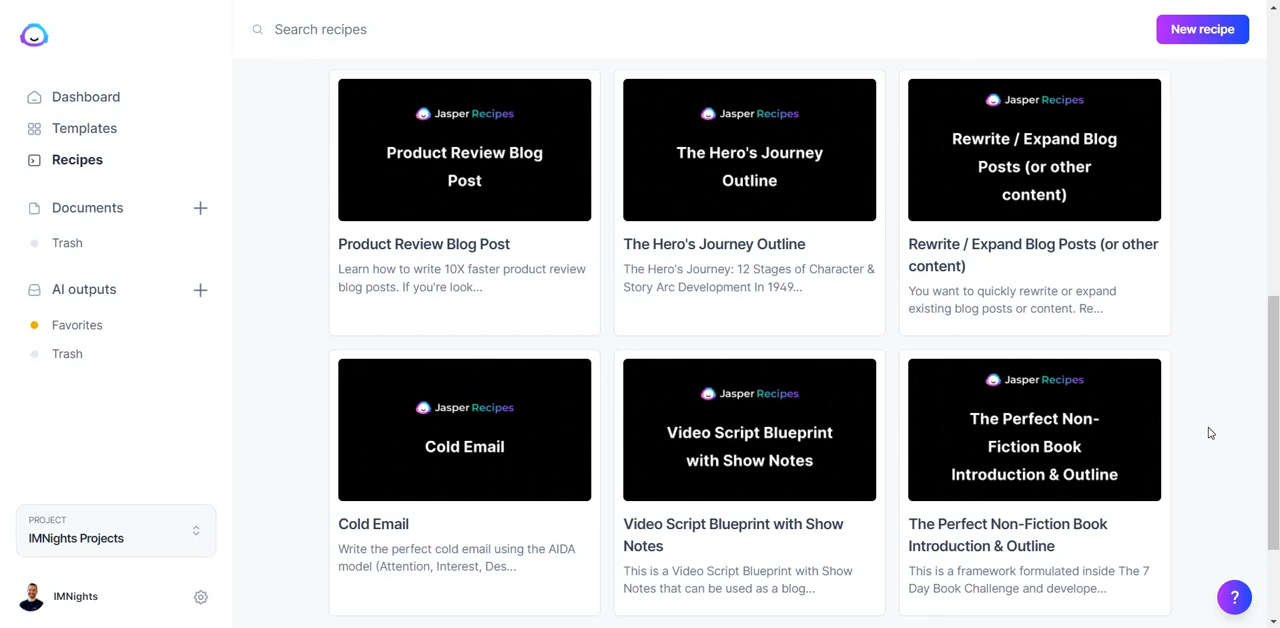 Search recipes
New recipe
Dashboard
Templates
Recipes
Documents
Trash
AI outputs
Favorites
Trash
PROJECT
IMNights Projects
IMNights
Jasper Recipes
Product Review Blog
Post
Product Review Blog Post
Learn how to write 10X faster product review
blog posts. If you're look...
Jasper Recipes
The Hero's Journey
Outline
The Hero's Journey Outline
The Hero's Journey: 12 Stages of Character &
Story Arc Development In 1949...
Jasper Recipes
Rewrite / Expand Blog
Posts (or other
content)
Rewrite / Expand Blog Posts (or other
content)
You want to quickly rewrite or expand
existing blog posts or content. Re...
Jasper Recipes
Cold Email
Cold Email
Write the perfect cold email using the AIDA
model (Attention, Interest, Des...
Jasper Recipes
Video Script Blueprint
with Show Notes
Video Script Blueprint with Show
Notes
This is a Video Script Blueprint with Show
Notes that can be used as a blog...
Jasper Recipes
The Perfect Non-
Fiction Book
Introduction & Outline
The Perfect Non-Fiction Book
Introduction & Outline
This is a framework formulated inside The 7
Day Book Challenge and develope...
?